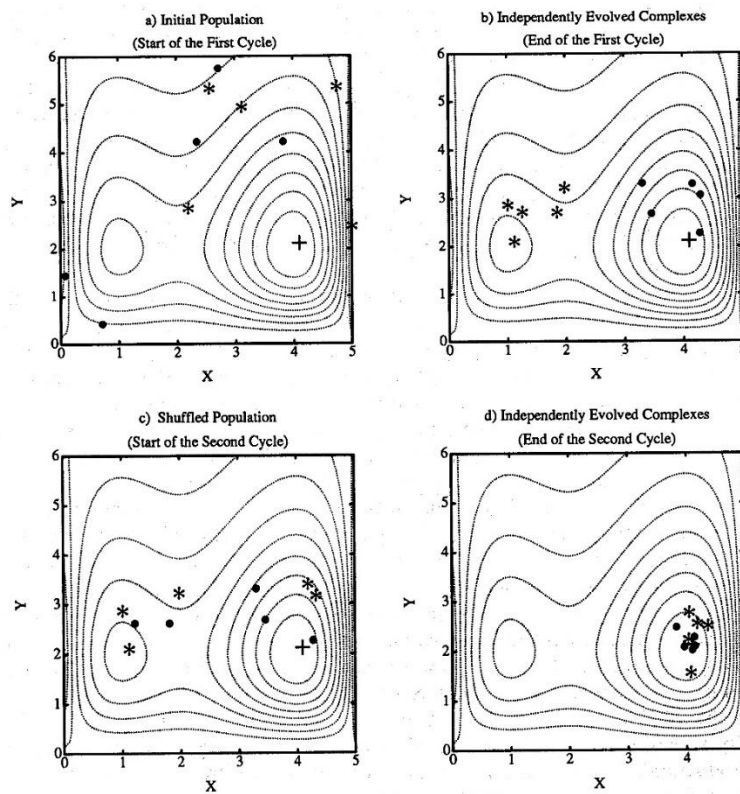 a) Initial Population
(Start of the First Cycle)
6
5
4
3
2
1
0
Y
0 1 2 3 4 5
X
b) Independently Evolved Complexes
(End of the First Cycle)
6
5
4
3
2
1
0
Y
0 1 2 3 4
X
c) Shuffled Population
(Start of the Second Cycle)
6
5
4
3
2
1
0
Y
0 1 2 3 4 5
X
d) Independently Evolved Complexes
(End of the Second Cycle)
6
5
4
3
2
1
0
Y
0 1 2 3 4
X